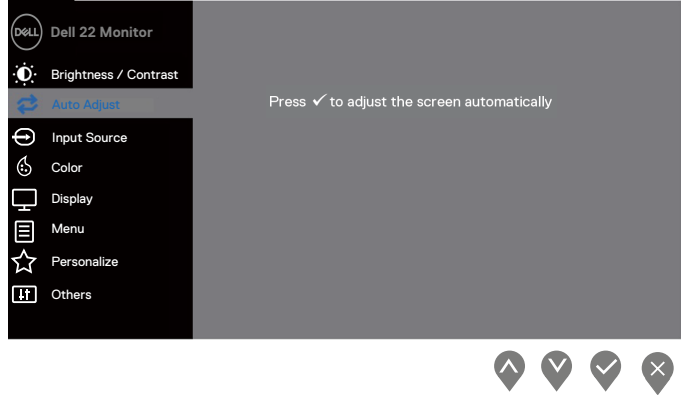 DELL
Dell 22 Monitor
Brightness / Contrast
Auto Adjust
Press ✓ to adjust the screen automatically
Input Source
Color
Display
Menu
Personalize
Others